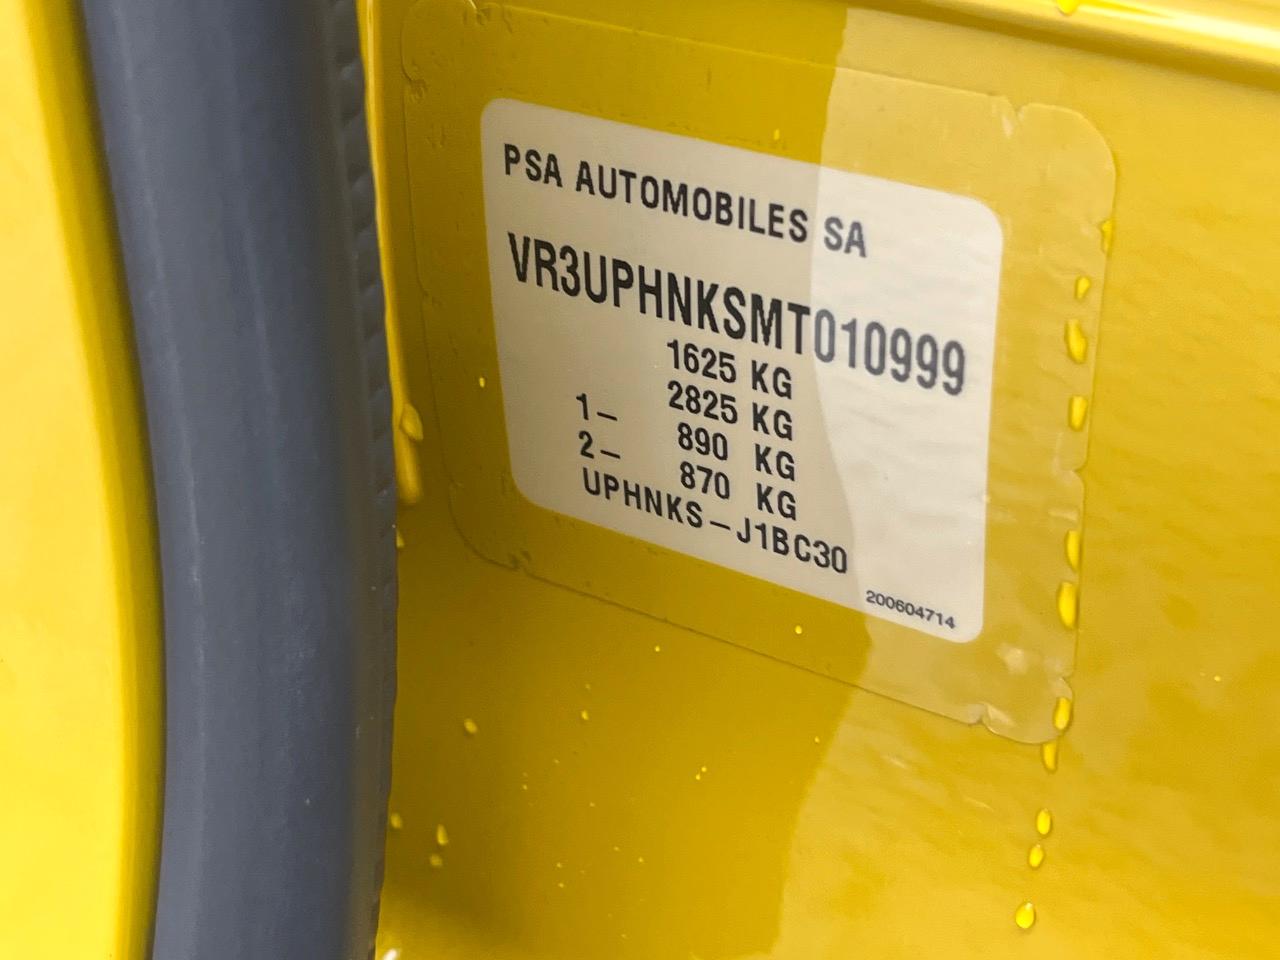 PSA AUTOMOBILES SA
VR3UPHNKSMT010999
1625 KG
2825 KG
1– 890 KG
2– 870 KG
UPHNKS–J1BC30
200604714